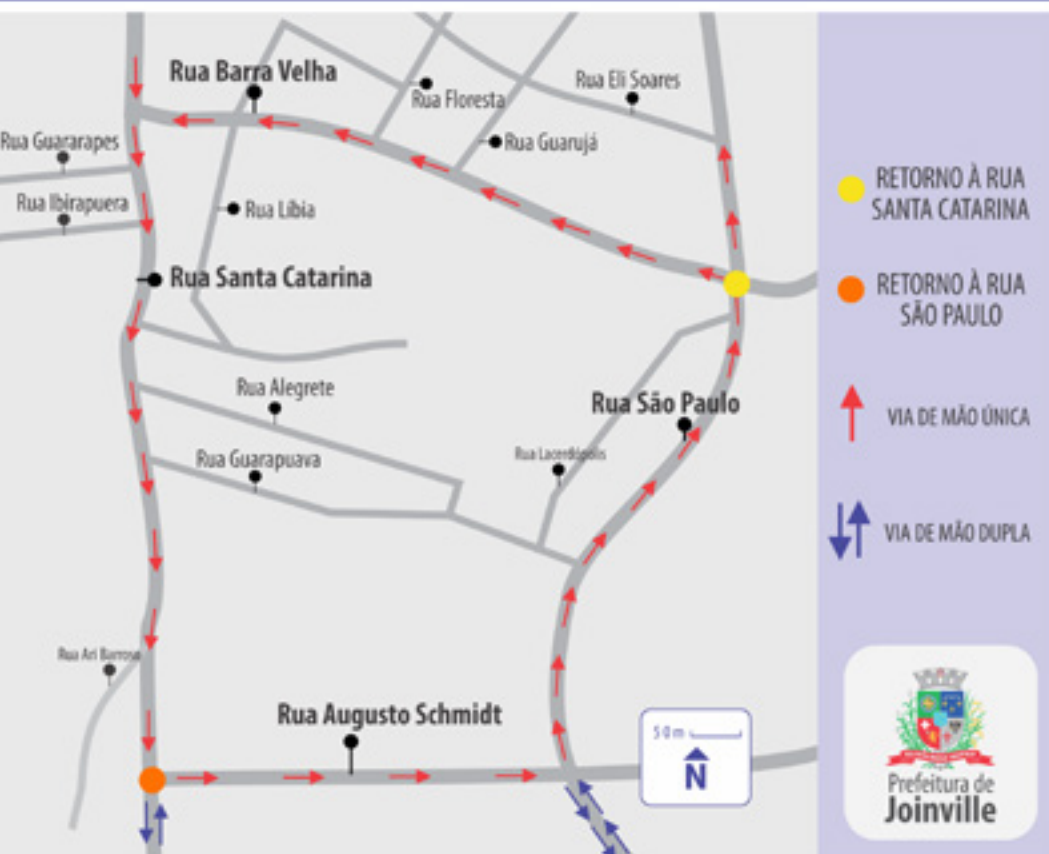 Rua Barra Velha
Rua Floresta
Rua Eli Soares
Rua Guararapes
Rua Guarujá
Rua Ibirapuera
Rua Líbia
Rua Santa Catarina
Rua Alegrete
Rua São Paulo
Rua Guarapuava
Rua Lacerdópolis
Rua Ari Barroso
Rua Augusto Schmidt
50m
N
RETORNO À RUA
SANTA CATARINA
RETORNO À RUA
SÃO PAULO
VIA DE MÃO ÚNICA
VIA DE MÃO DUPLA
Prefeitura de
Joinville